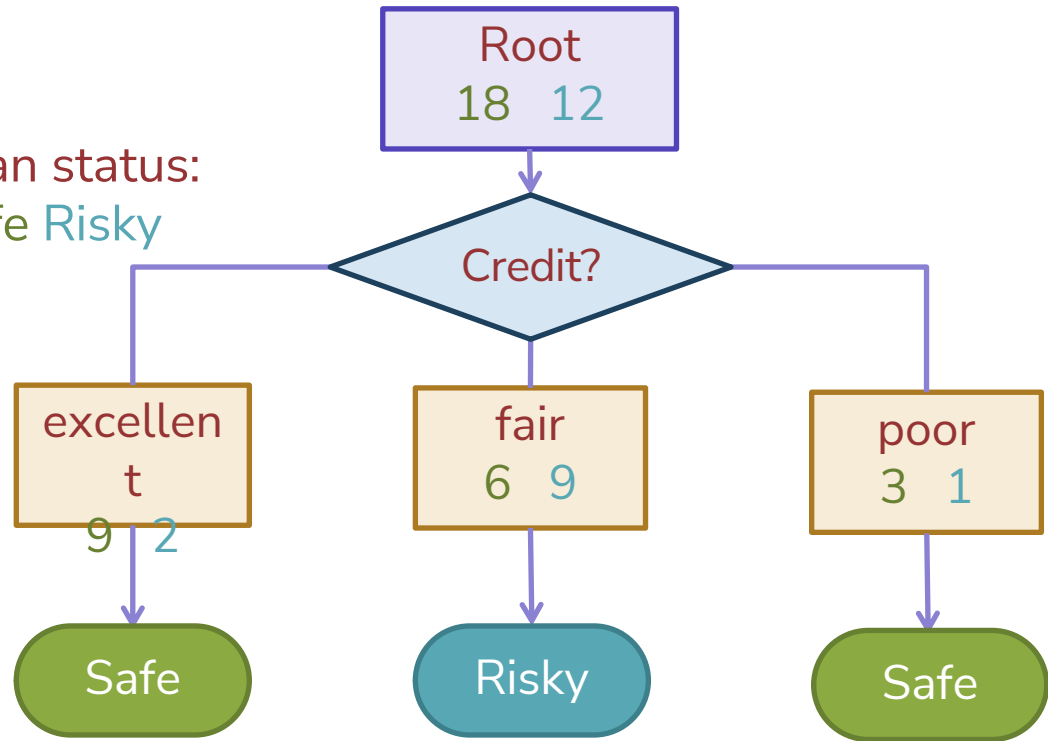 Root
18 12
an status:
fe Risky
Credit?
excellen
t
9 2
fair
6 9
poor
3 1
Safe
Risky
Safe